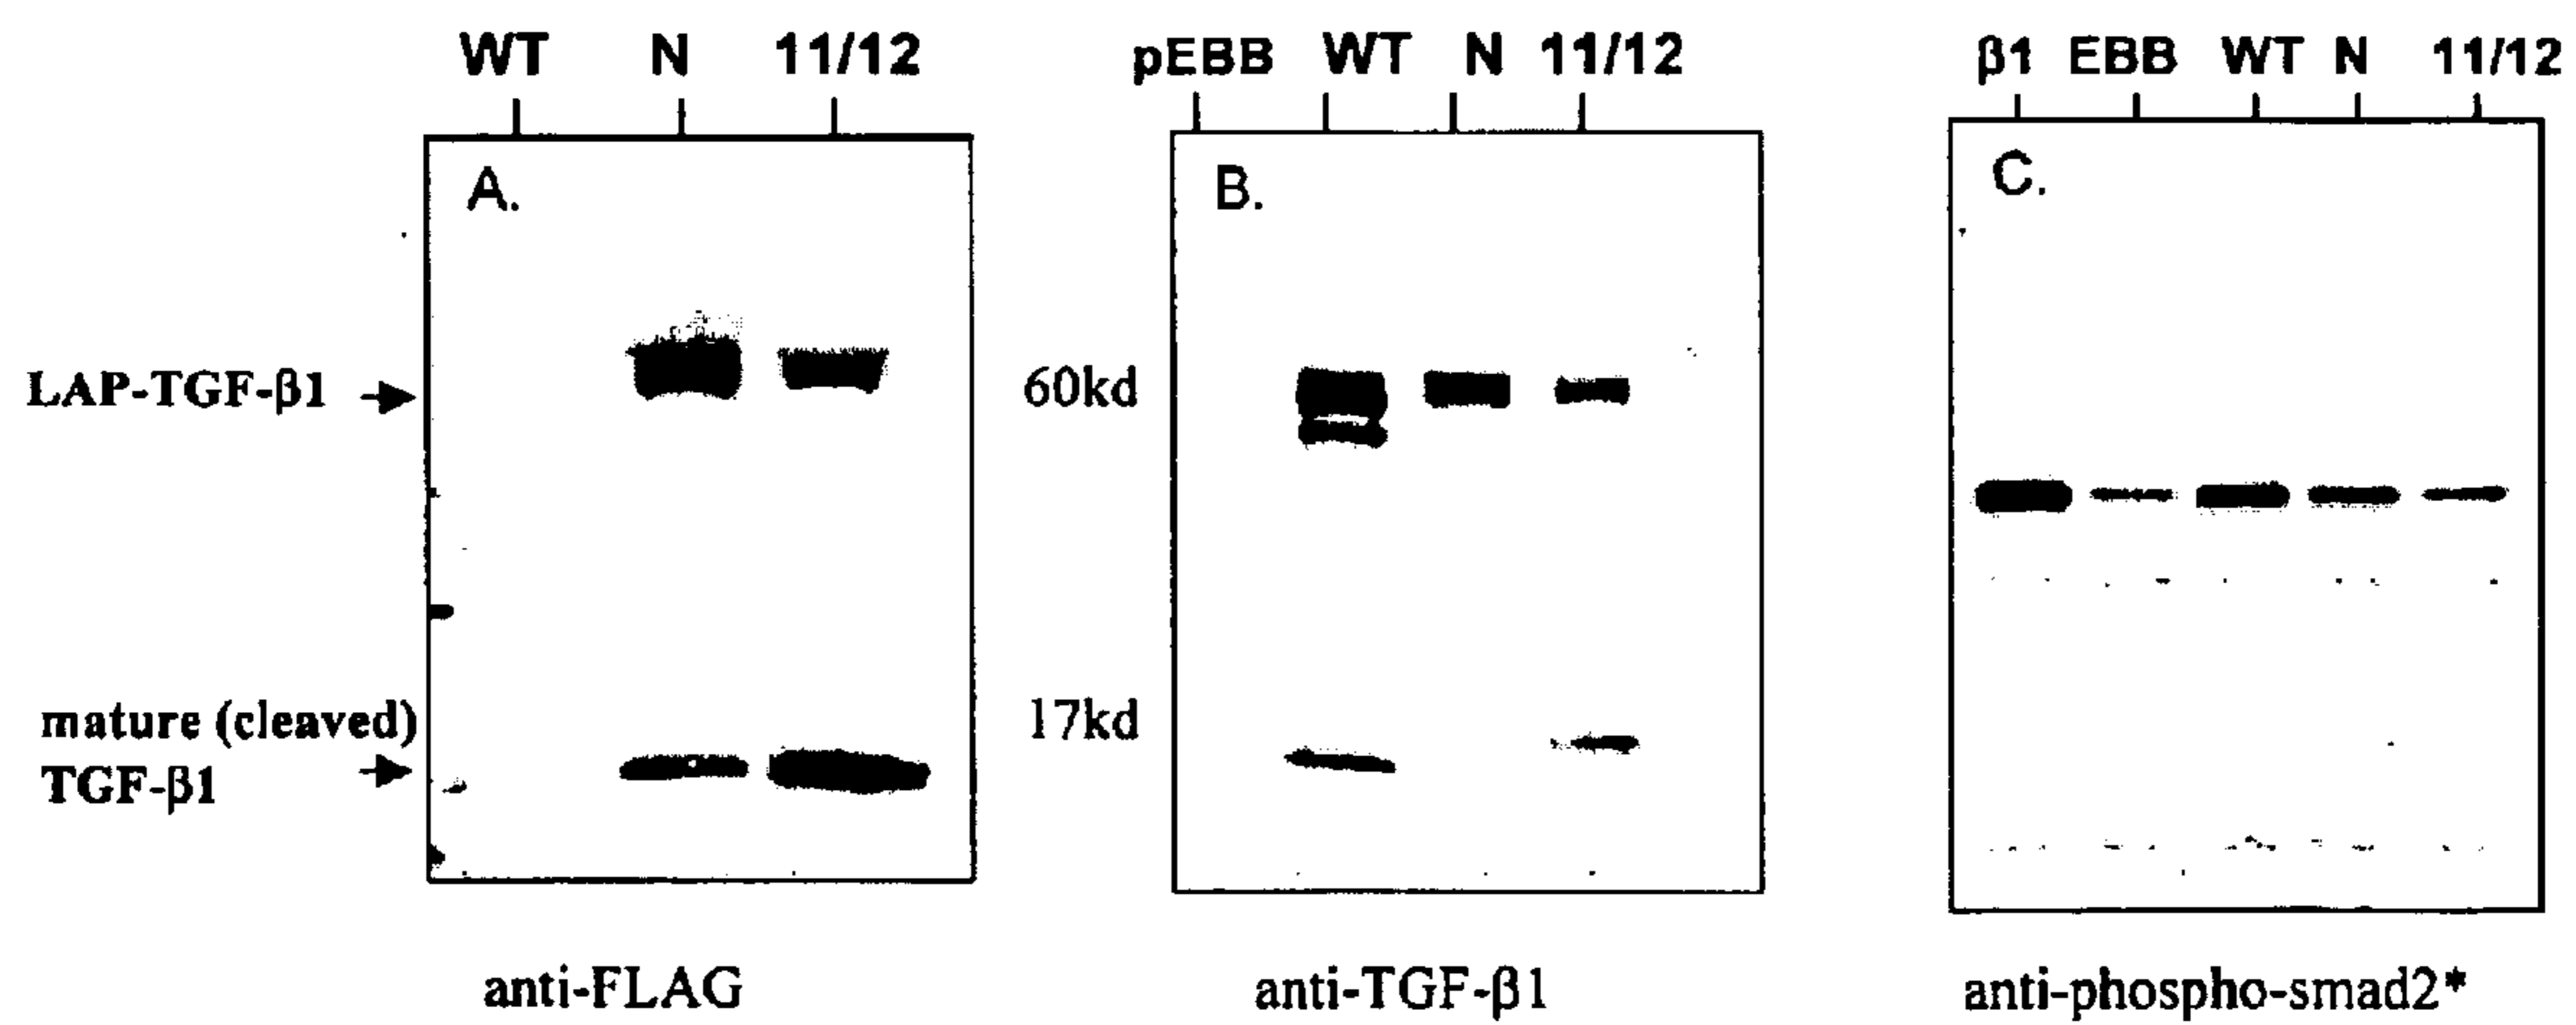 WT N 11/12
pEBB WT N 11/12
β1 EBB WT N 11/12
A.
B.
C.
LAP-TGF-β1
60kd
mature (cleaved)
TGF-β1
17kd
anti-FLAG
anti-TGF-β1
anti-phospho-smad2*